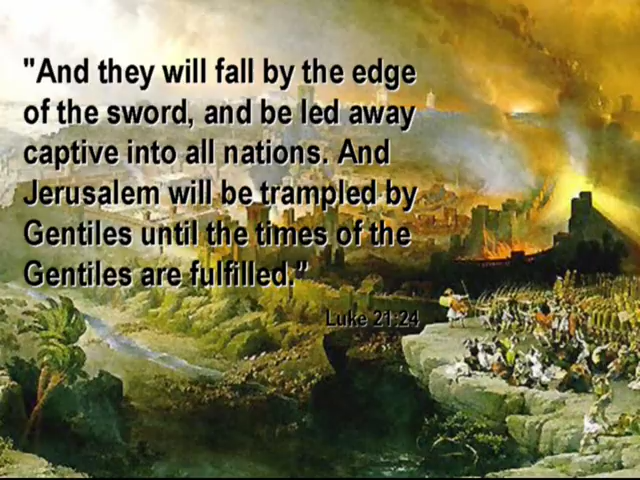 "And they will fall by the edge
of the sword, and be led away
captive into all nations. And
Jerusalem will be trampled by
Gentiles until the times of the
Gentiles are fulfilled."
Luke 21:24